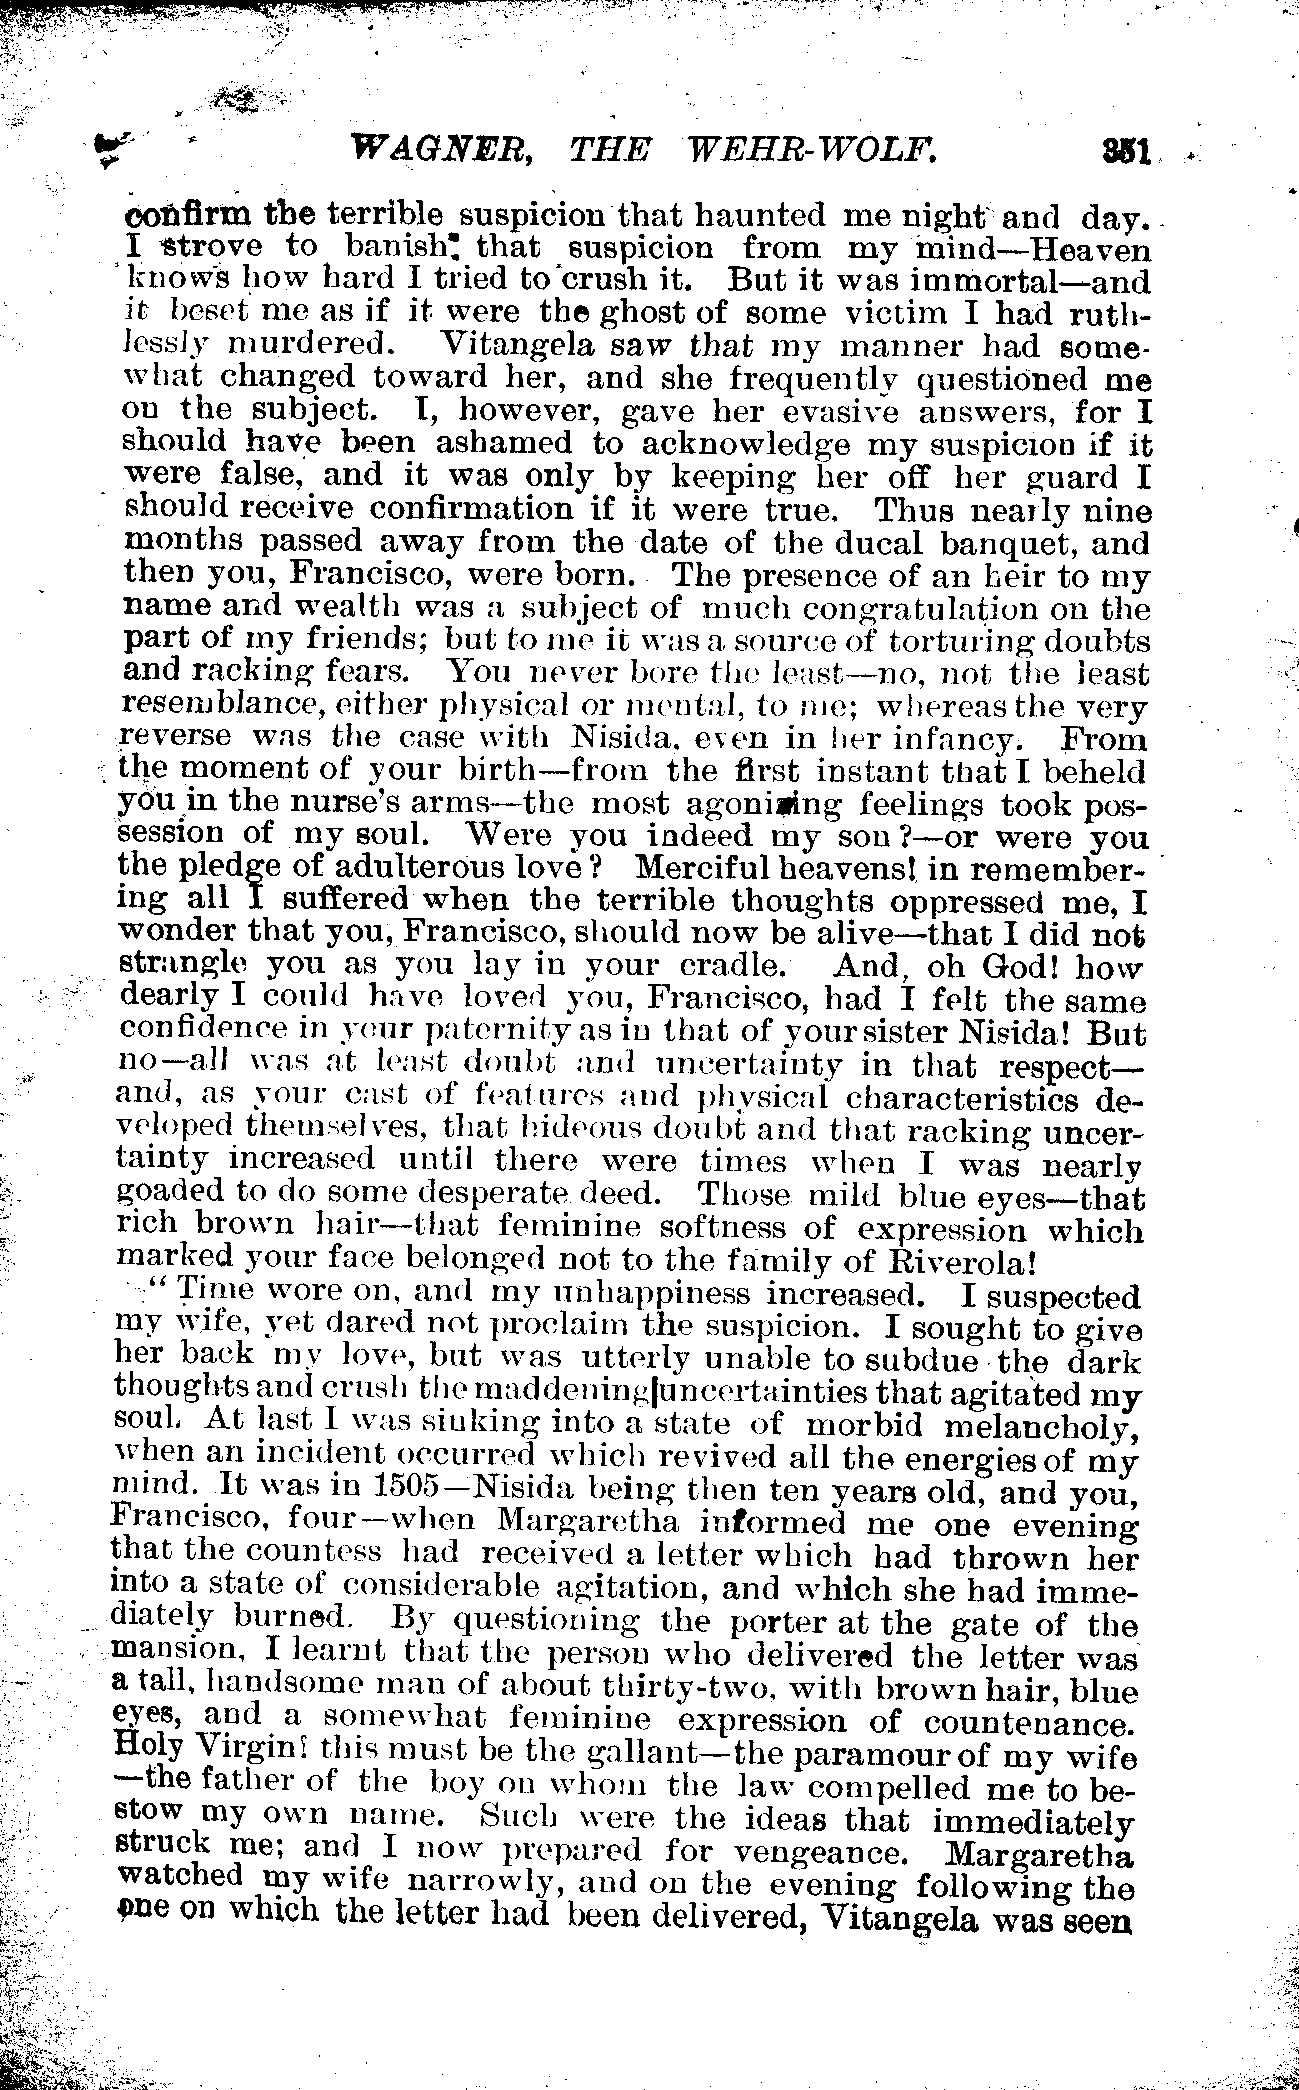 WAGNER, THE WEHR-WOLF. 351
confirm the terrible suspicion that haunted me night and day.
I strove to banish that suspicion from my mind—Heaven
knows how hard I tried to crush it. But it was immortal—and
it beset me as if it were the ghost of some victim I had ruth-
lessly murdered. Vitangela saw that my manner had some-
what changed toward her, and she frequently questioned me
on the subject. I, however, gave her evasive answers, for I
should have been ashamed to acknowledge my suspicion if it
were false, and it was only by keeping her off her guard I
should receive confirmation if it were true. Thus nearly nine
months passed away from the date of the ducal banquet, and
then you, Francisco, were born. The presence of an heir to my
name and wealth was a subject of much congratulation on the
part of my friends; but to me it was a source of torturing doubts
and racking fears. You never bore the least—no, not the least
resemblance, either physical or mental, to me; whereas the very
reverse was the case with Nisida, even in her infancy. From
the moment of your birth—from the first instant that I beheld
you in the nurse's arms—the most agonizing feelings took pos-
session of my soul. Were you indeed my son?—or were you
the pledge of adulterous love? Merciful heavens! in remember-
ing all I suffered when the terrible thoughts oppressed me, I
wonder that you, Francisco, should now be alive—that I did not
strangle you as you lay in your cradle. And, oh God! how
dearly I could have loved you, Francisco, had I felt the same
confidence in your paternity as in that of your sister Nisida! But
no—all was at least doubt and uncertainty in that respect—
and, as your cast of features and physical characteristics de-
veloped themselves, that hideous doubt and that racking uncer-
tainty increased until there were times when I was nearly
goaded to do some desperate deed. Those mild blue eyes—that
rich brown hair—that feminine softness of expression which
marked your face belonged not to the family of Riverola!
"Time wore on, and my unhappiness increased. I suspected
my wife, yet dared not proclaim the suspicion. I sought to give
her back my love, but was utterly unable to subdue the dark
thoughts and crush the maddening uncertainties that agitated my
soul. At last I was sinking into a state of morbid melancholy,
when an incident occurred which revived all the energies of my
mind. It was in 1505—Nisida being then ten years old, and you,
Francisco, four—when Margaretha informed me one evening
that the countess had received a letter which had thrown her
into a state of considerable agitation, and which she had imme-
diately burned. By questioning the porter at the gate of the
mansion, I learnt that the person who delivered the letter was
a tall, handsome man of about thirty-two, with brown hair, blue
eyes, and a somewhat feminine expression of countenance.
Holy Virgin! this must be the gallant—the paramour of my wife
—the father of the boy on whom the law compelled me to be-
stow my own name. Such were the ideas that immediately
struck me; and I now prepared for vengeance. Margaretha
watched my wife narrowly, and on the evening following the
one on which the letter had been delivered, Vitangela was seen